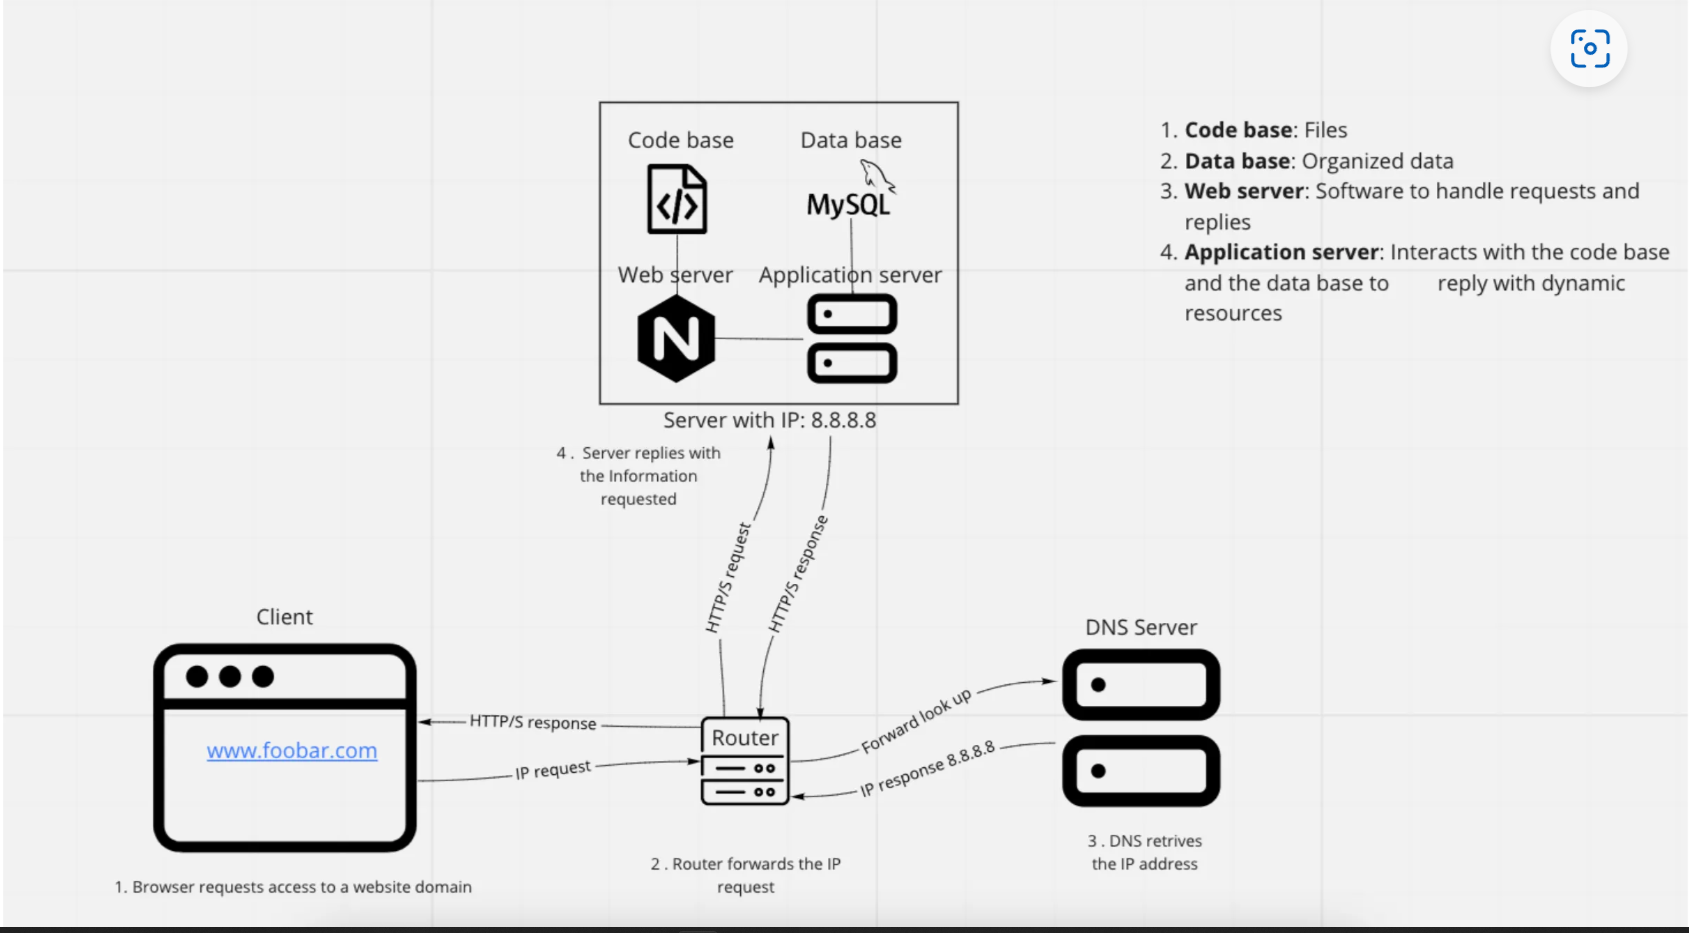 Code base
Data base
MySQL
Web server
Application server
N
Server with IP: 8.8.8.8
1. Code base: Files
2. Data base: Organized data
3. Web server: Software to handle requests and
replies
4. Application server: Interacts with the code base
and the data base to reply with dynamic
resources
4 . Server replies with
the Information
requested
HTTP/S request
HTTP/S response
Client
www.foobar.com
HTTP/S response
IP request
Router
Forward look up
IP response 8.8.8.8
DNS Server
1. Browser requests access to a website domain
2 . Router forwards the IP
request
3 . DNS retrives
the IP address